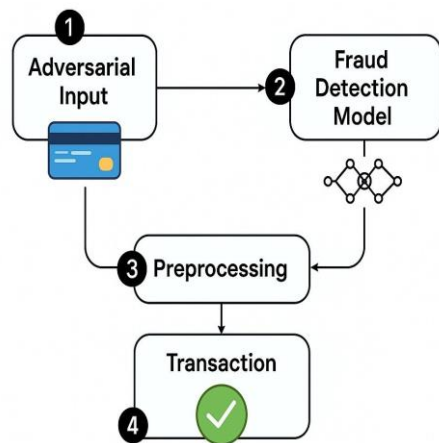 1
Adversarial
Input
2
Fraud
Detection
Model
3
Preprocessing
Transaction
4